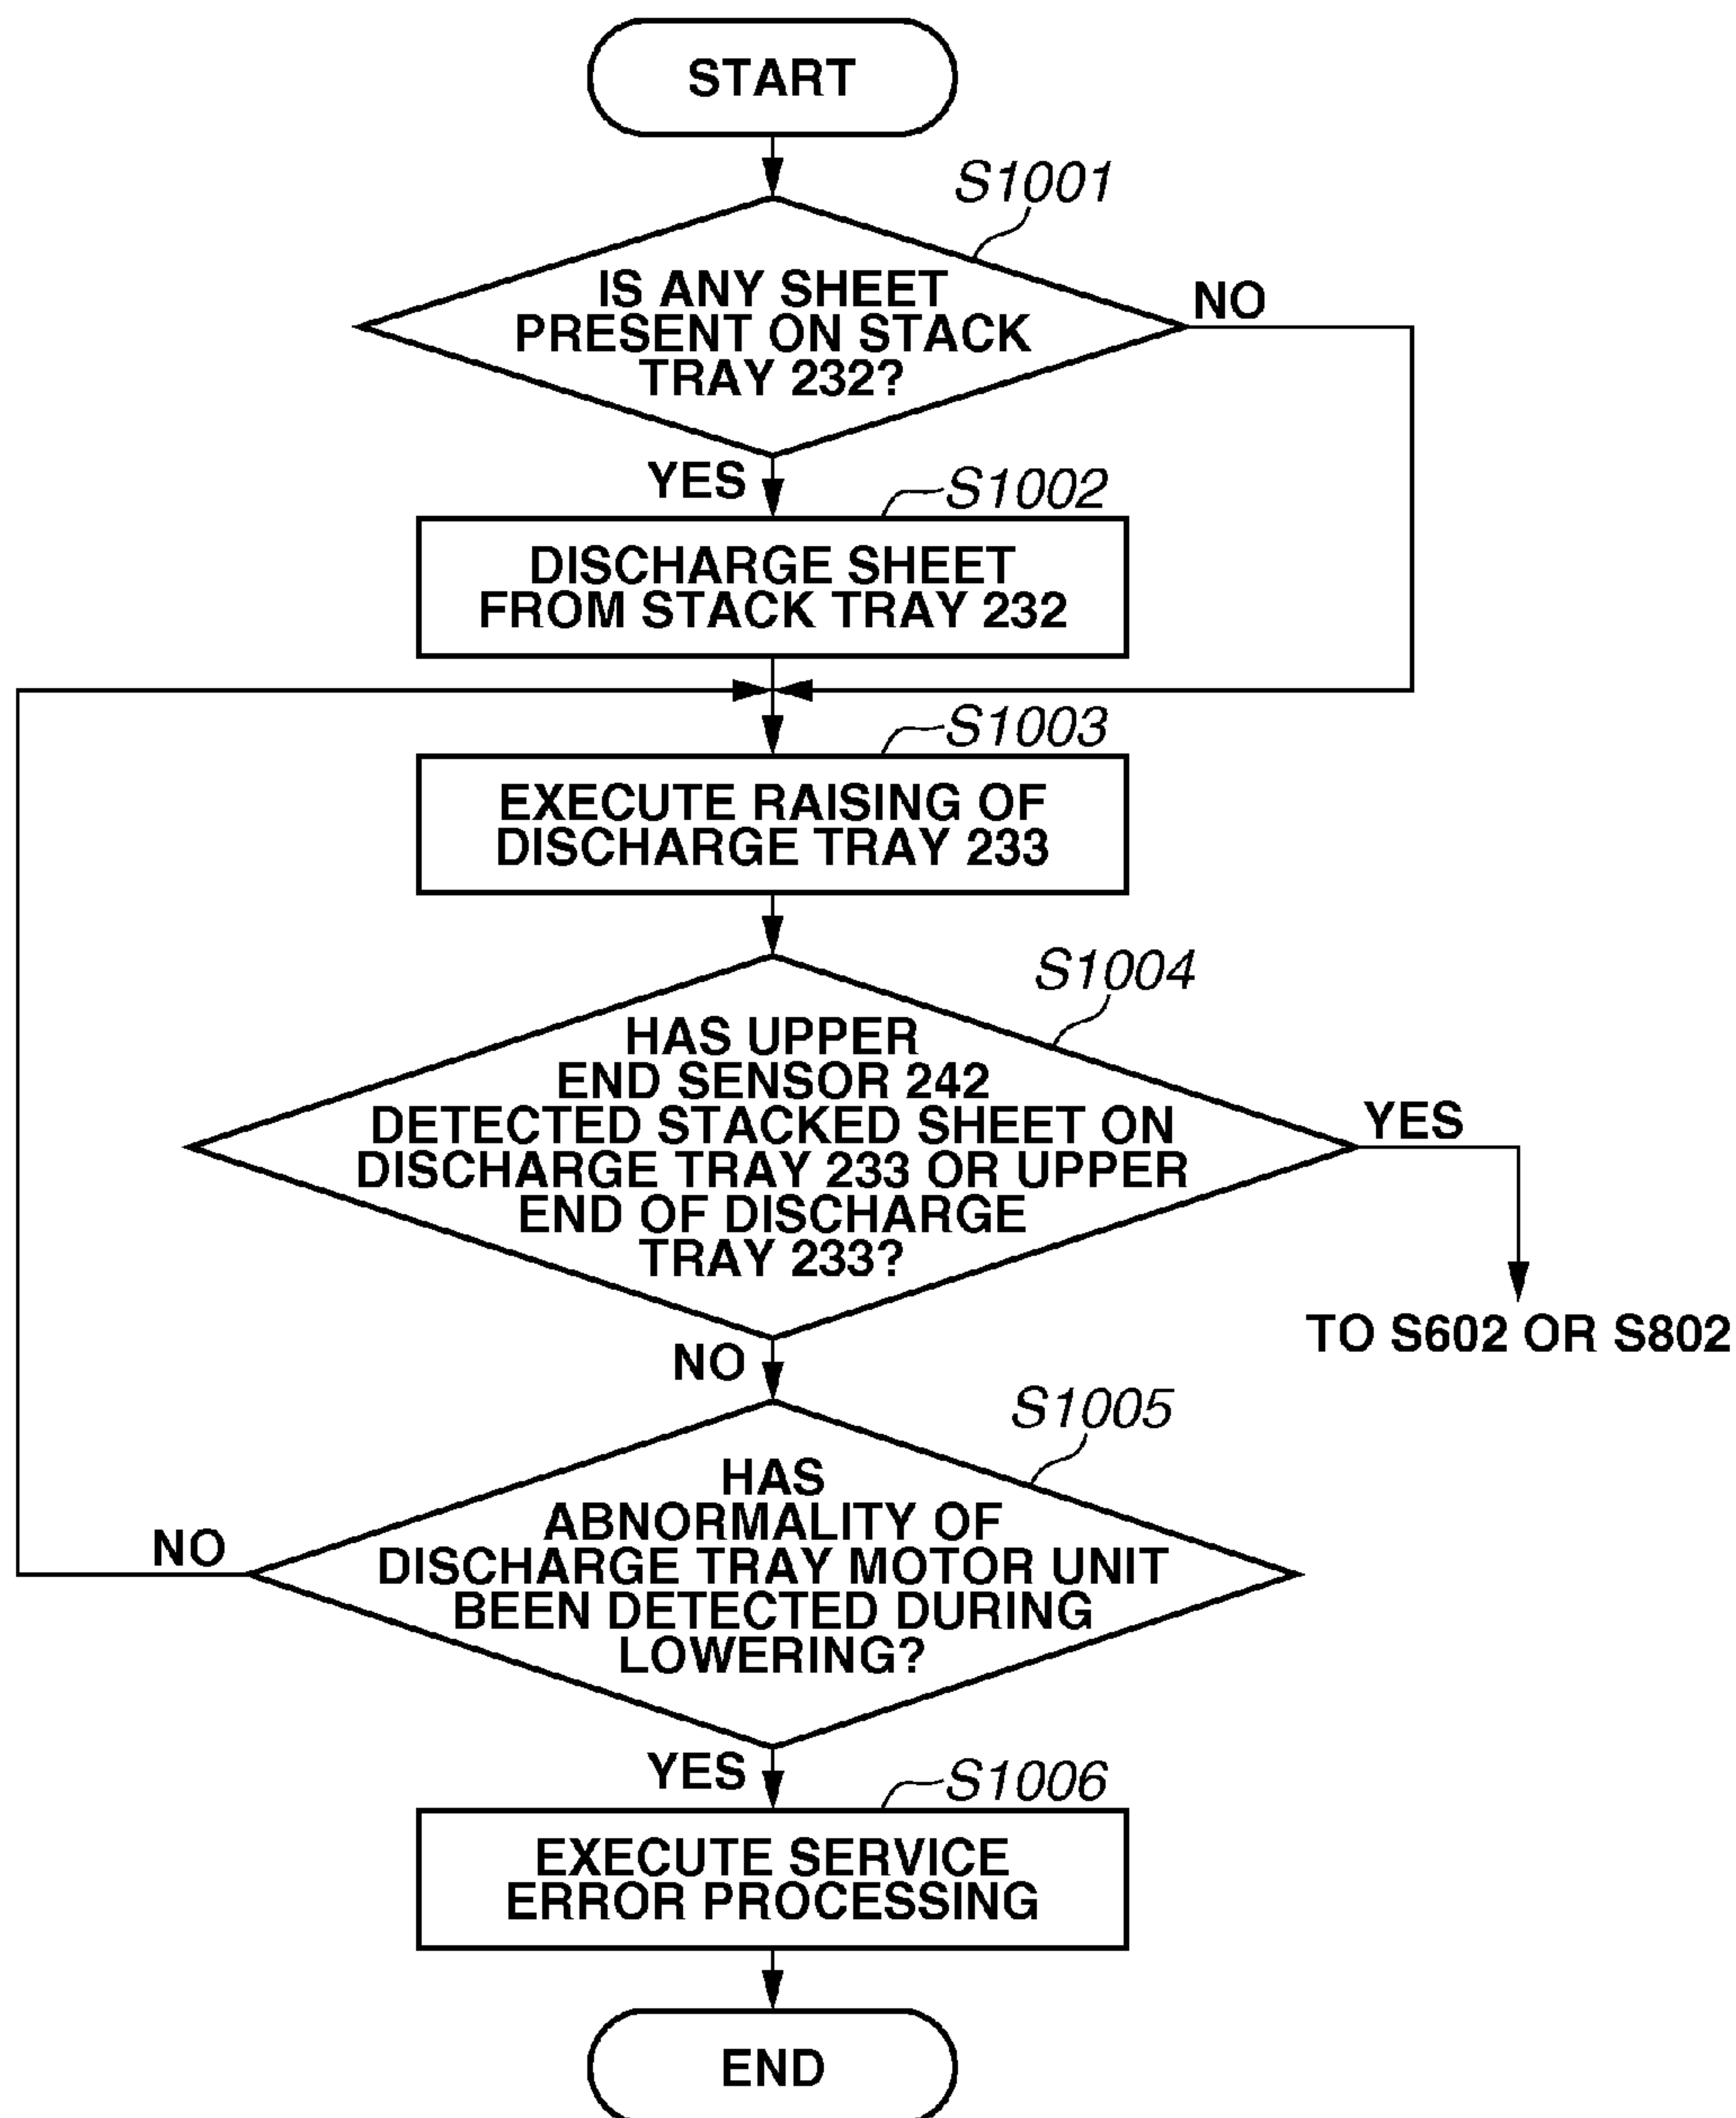 START
S1001
IS ANY SHEET
PRESENT ON STACK
TRAY 232?
NO
YES
S1002
DISCHARGE SHEET
FROM STACK TRAY 232
S1003
EXECUTE RAISING OF
DISCHARGE TRAY 233
S1004
HAS UPPER
END SENSOR 242
DETECTED STACKED SHEET ON
DISCHARGE TRAY 233 OR UPPER
END OF DISCHARGE
TRAY 233?
YES
TO S602 OR S802
NO
S1005
HAS
ABNORMALITY OF
DISCHARGE TRAY MOTOR UNIT
BEEN DETECTED DURING
LOWERING?
NO
YES
S1006
EXECUTE SERVICE
ERROR PROCESSING
END